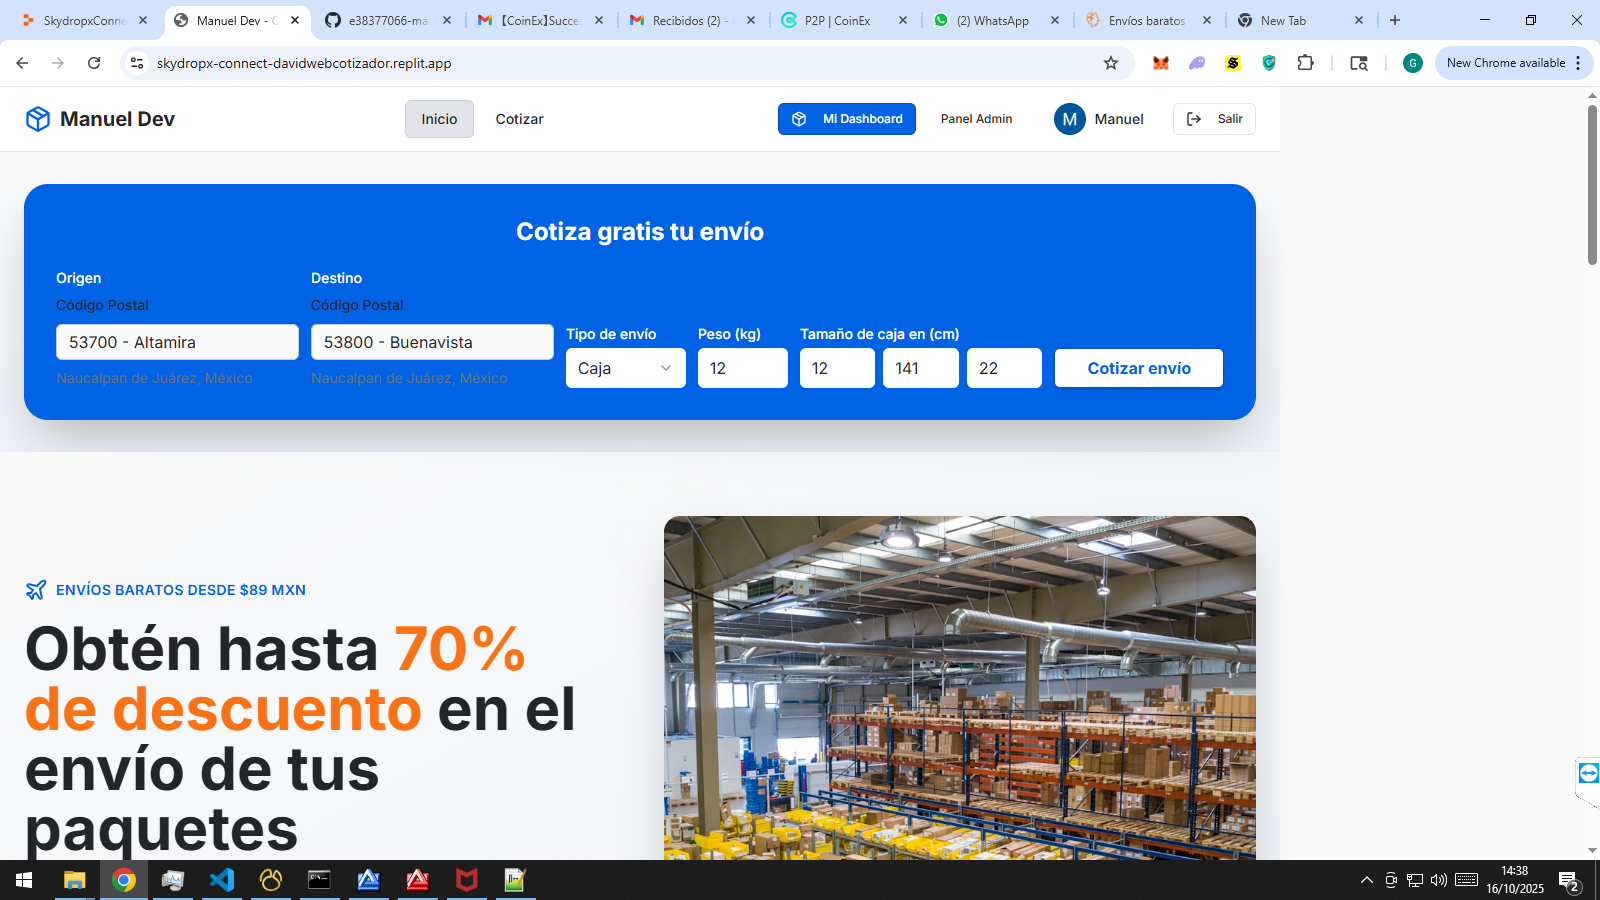 SkydropxConne
Manuel Dev - C
e38377066-ma
【CoinEx】Succes
Recibidos (2) -
P2P | CoinEx
(2) WhatsApp
Envíos baratos
New Tab
skydropx-connect-davidwebcotizador.replit.app
G
New Chrome available
Manuel Dev
Inicio
Cotizar
Mi Dashboard
Panel Admin
M
Manuel
Salir
Cotiza gratis tu envío
Origen
Código Postal
53700 - Altamira
Naucalpan de Juárez, México
Destino
Código Postal
53800 - Buenavista
Naucalpan de Juárez, México
Tipo de envío
Caja
Peso (kg)
12
Tamaño de caja en (cm)
12
141
22
Cotizar envío
ENVÍOS BARATOS DESDE $89 MXN
Obtén hasta 70%
de descuento en el
envío de tus
paquetes
14:38
16/10/2025
2